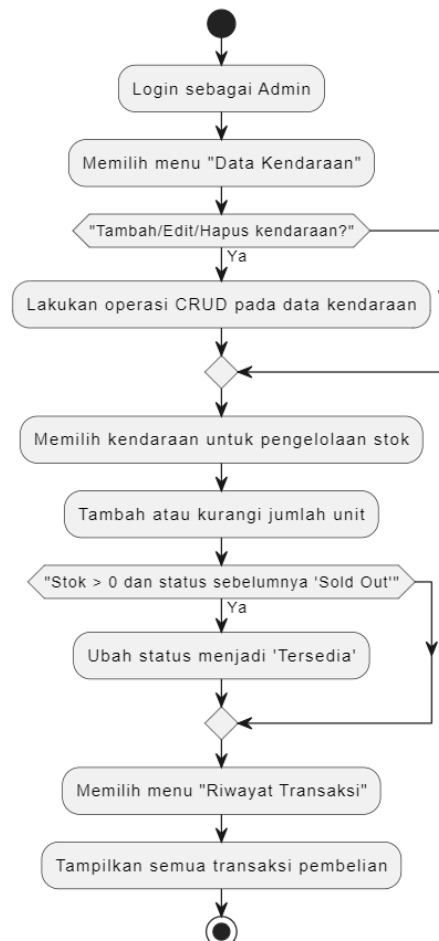 Login sebagai Admin
Memilih menu "Data Kendaraan"
"Tambah/Edit/Hapus kendaraan?"
Ya
Lakukan operasi CRUD pada data kendaraan
Memilih kendaraan untuk pengelolaan stok
Tambah atau kurangi jumlah unit
"Stok > 0 dan status sebelumnya 'Sold Out'"
Ya
Ubah status menjadi 'Tersedia'
Memilih menu "Riwayat Transaksi"
Tampilkan semua transaksi pembelian